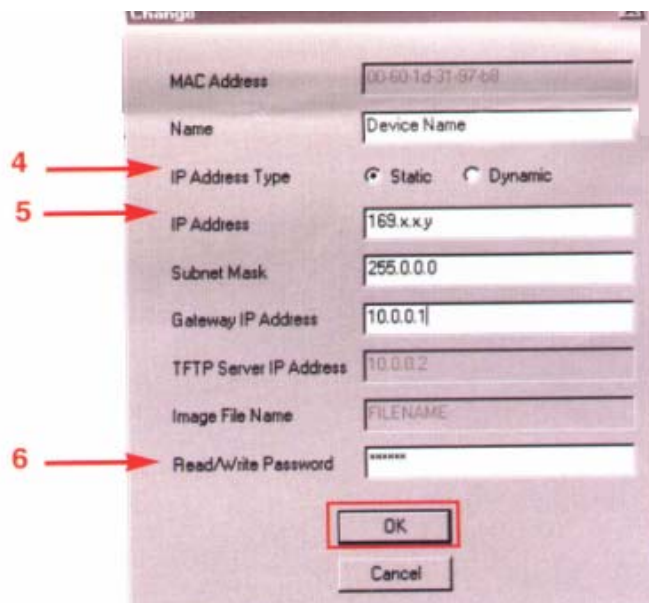 Change
MAC Address 00-60-1d-31-97-b8
Name Device Name
4 IP Address Type Static Dynamic
5 IP Address 169.x.x.y
Subnet Mask 255.0.0.0
Gateway IP Address 10.0.0.1
TFTP Server IP Address 10.0.0.2
Image File Name FILENAME
6 Read/Write Password ******
OK
Cancel